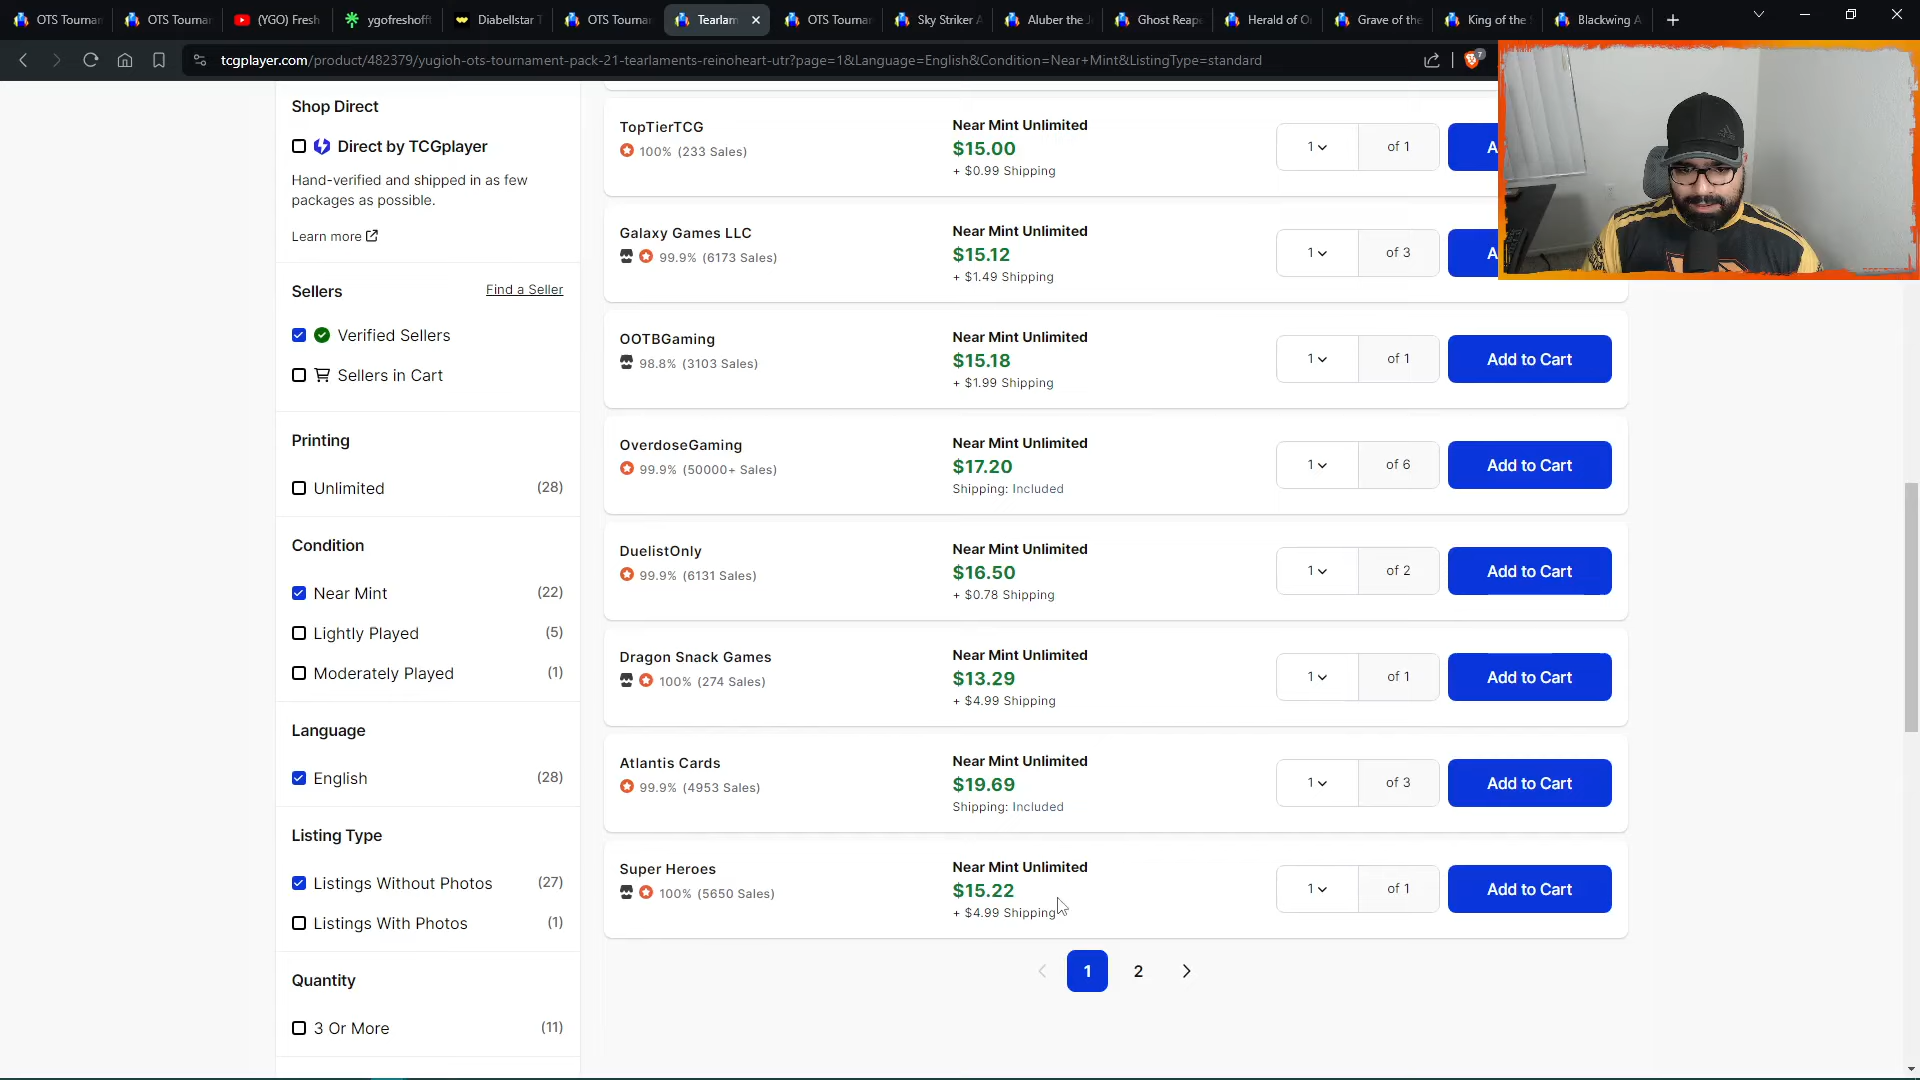 OTS Tournam
OTS Tournam
(YGO) Fresh
ygofreshofft
Diabellstar T
OTS Tournam
Tearlam
OTS Tournam
Sky Striker A
Aluber the J
Ghost Reape
Herald of O
Grave of the
King of the S
Blackwing A
tcgplayer.com/product/482379/yugioh-ots-tournament-pack-21-tearlaments-reinoheart-utr?page=1&Language=English&Condition=Near+Mint&ListingType=standard
7
Shop Direct
Direct by TCGplayer
Hand-verified and shipped in as few
packages as possible.
Learn more
Sellers
Find a Seller
Verified Sellers
Sellers in Cart
Printing
Unlimited (28)
Condition
Near Mint (22)
Lightly Played (5)
Moderately Played (1)
Language
English (28)
Listing Type
Listings Without Photos (27)
Listings With Photos (1)
Quantity
3 Or More (11)
TopTierTCG
100% (233 Sales)
Near Mint Unlimited
$15.00
+ $0.99 Shipping
1 of 1
A
Galaxy Games LLC
99.9% (6173 Sales)
Near Mint Unlimited
$15.12
+ $1.49 Shipping
1 of 3
A
OOTBGaming
98.8% (3103 Sales)
Near Mint Unlimited
$15.18
+ $1.99 Shipping
1 of 1
Add to Cart
OverdoseGaming
99.9% (50000+ Sales)
Near Mint Unlimited
$17.20
Shipping: Included
1 of 6
Add to Cart
DuelistOnly
99.9% (6131 Sales)
Near Mint Unlimited
$16.50
+ $0.78 Shipping
1 of 2
Add to Cart
Dragon Snack Games
100% (274 Sales)
Near Mint Unlimited
$13.29
+ $4.99 Shipping
1 of 1
Add to Cart
Atlantis Cards
99.9% (4953 Sales)
Near Mint Unlimited
$19.69
Shipping: Included
1 of 3
Add to Cart
Super Heroes
100% (5650 Sales)
Near Mint Unlimited
$15.22
+ $4.99 Shipping
1 of 1
Add to Cart
1 2